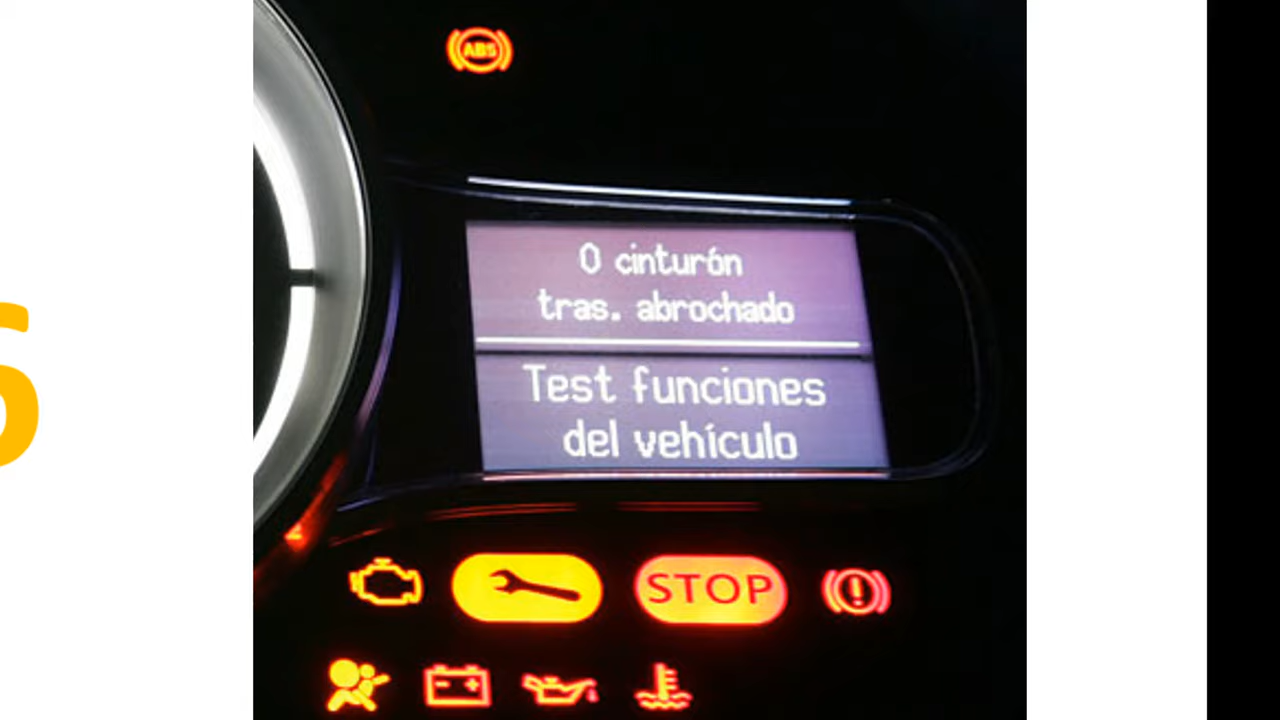 ABS
0 cinturón
tras. abrochado
Test funciones
del vehículo
STOP